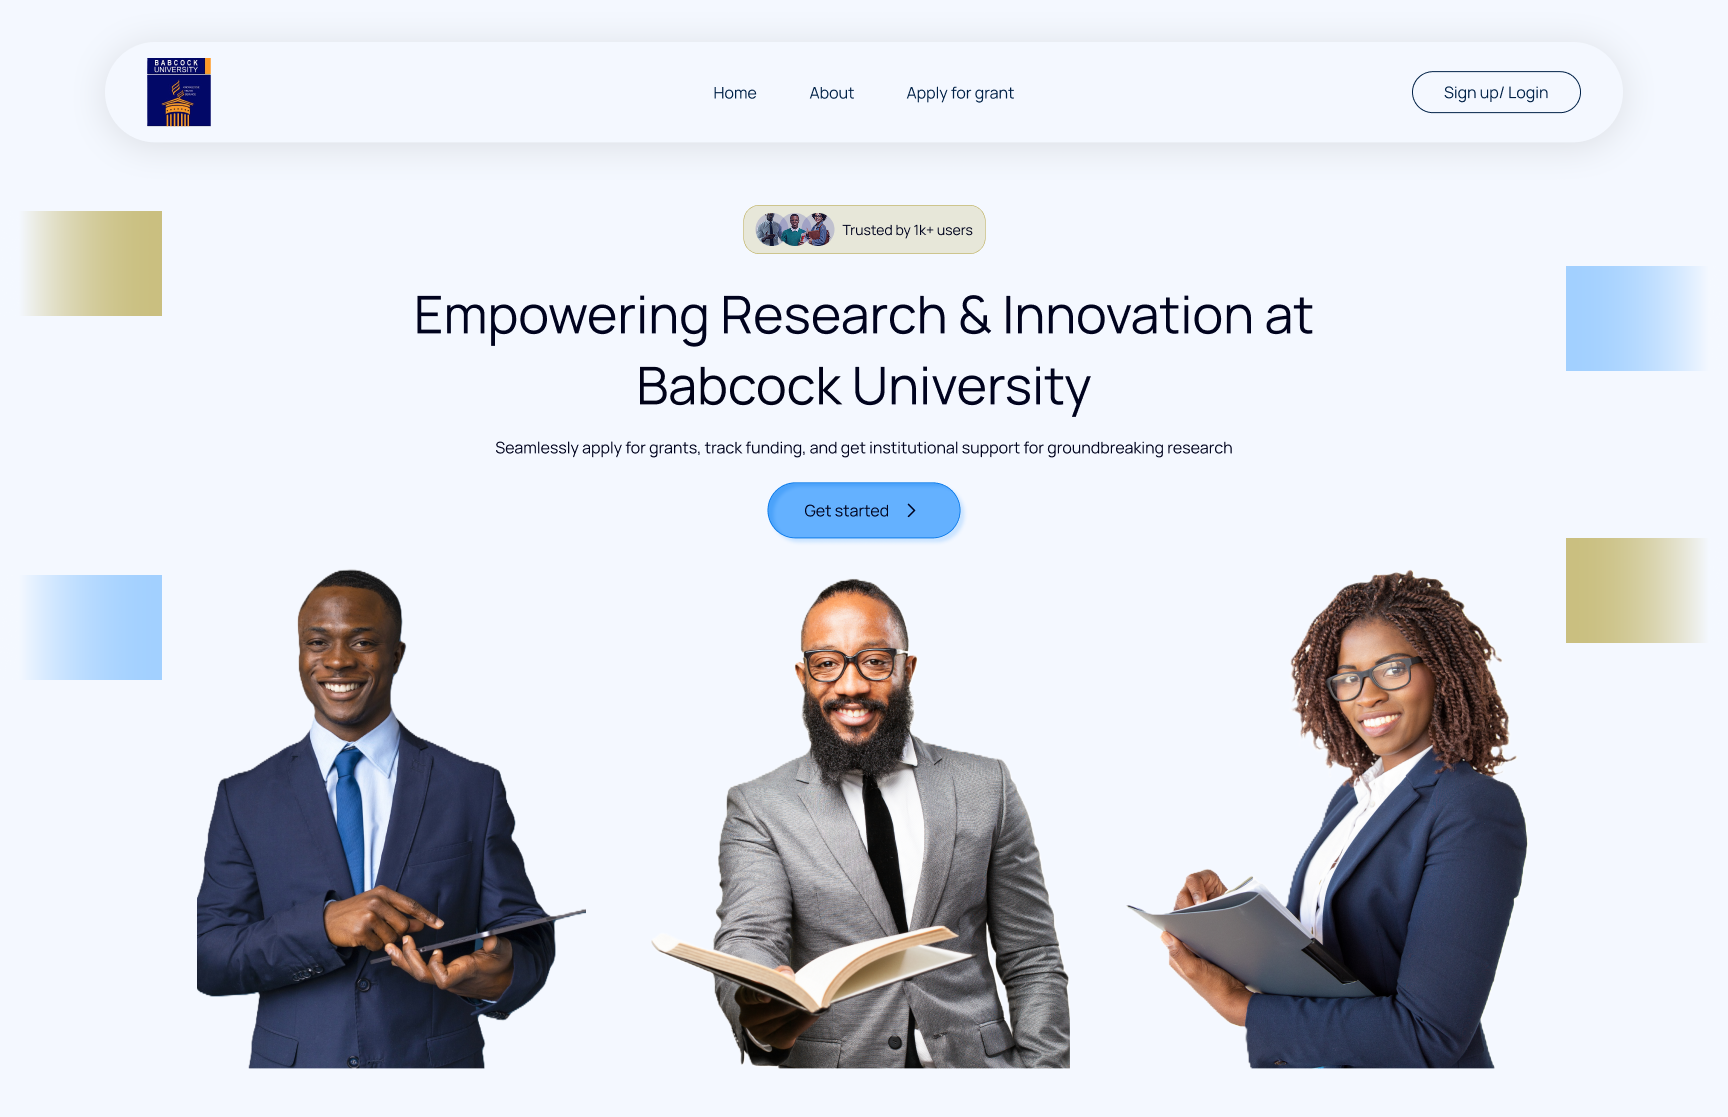 BABCOCK
UNIVERSITY
Home
About
Apply for grant
Sign up/ Login
Trusted by 1k+ users
Empowering Research & Innovation at
Babcock University
Seamlessly apply for grants, track funding, and get institutional support for groundbreaking research
Get started